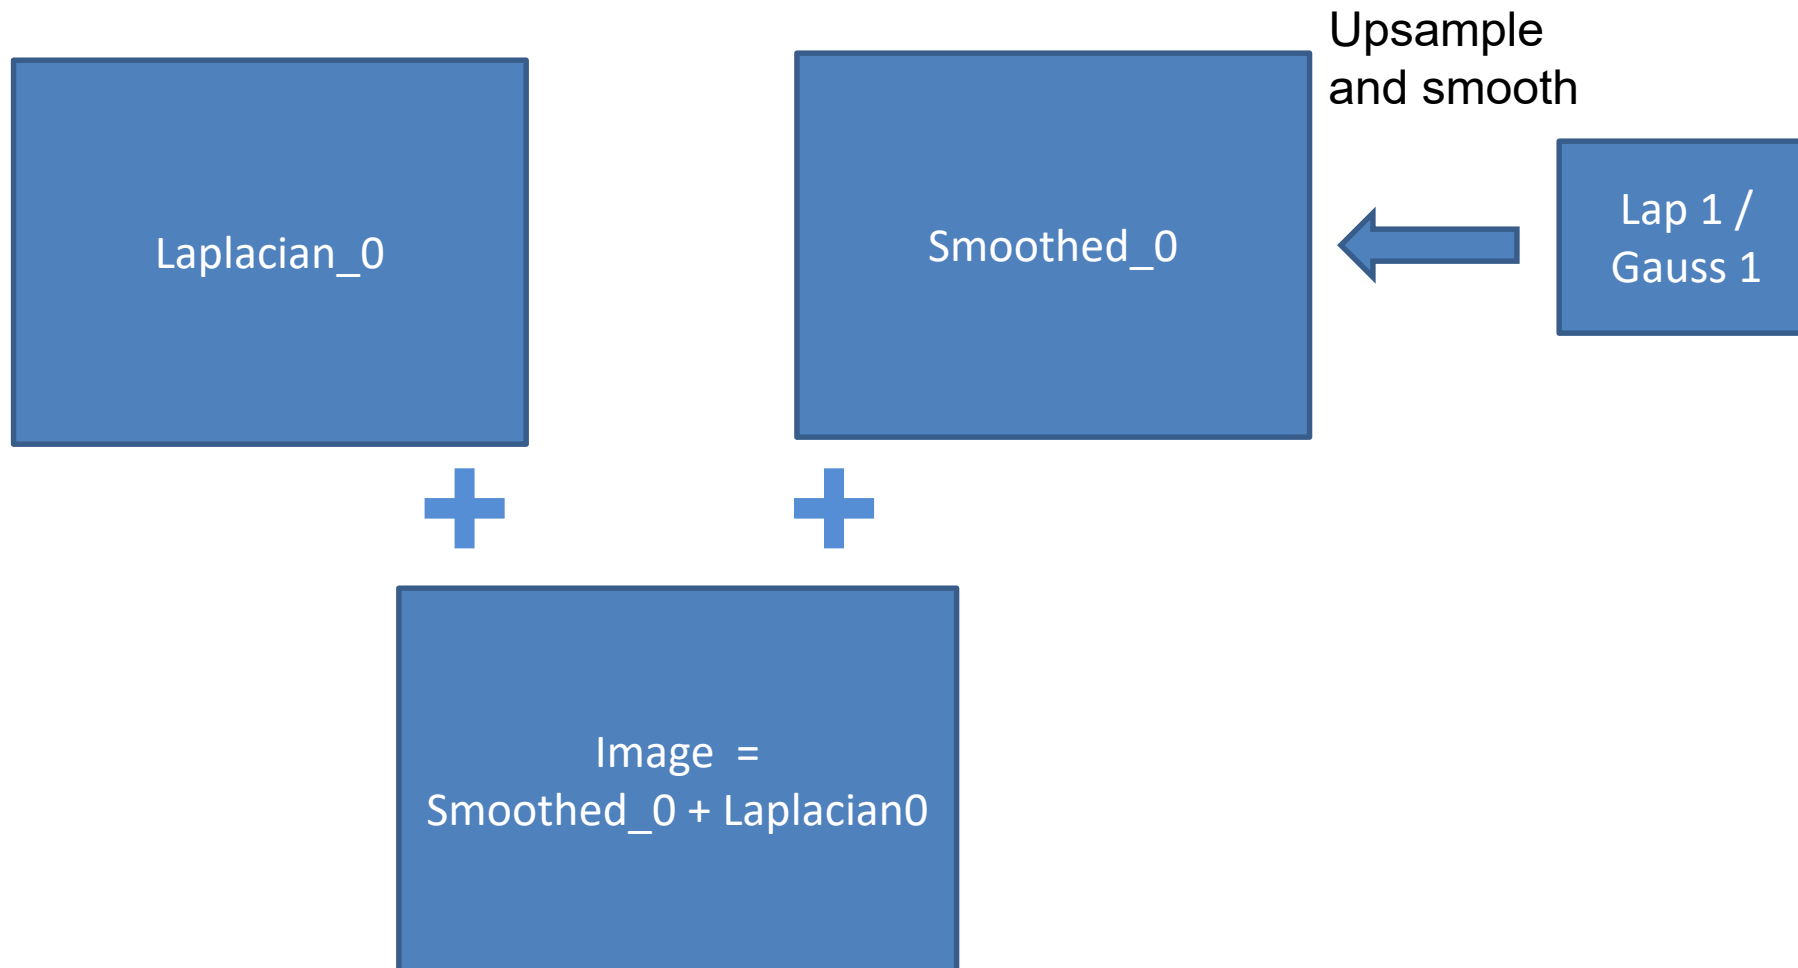 Upsample
and smooth
Laplacian_0
Smoothed_0
Lap 1 /
Gauss 1
Image  =
Smoothed_0 + Laplacian0